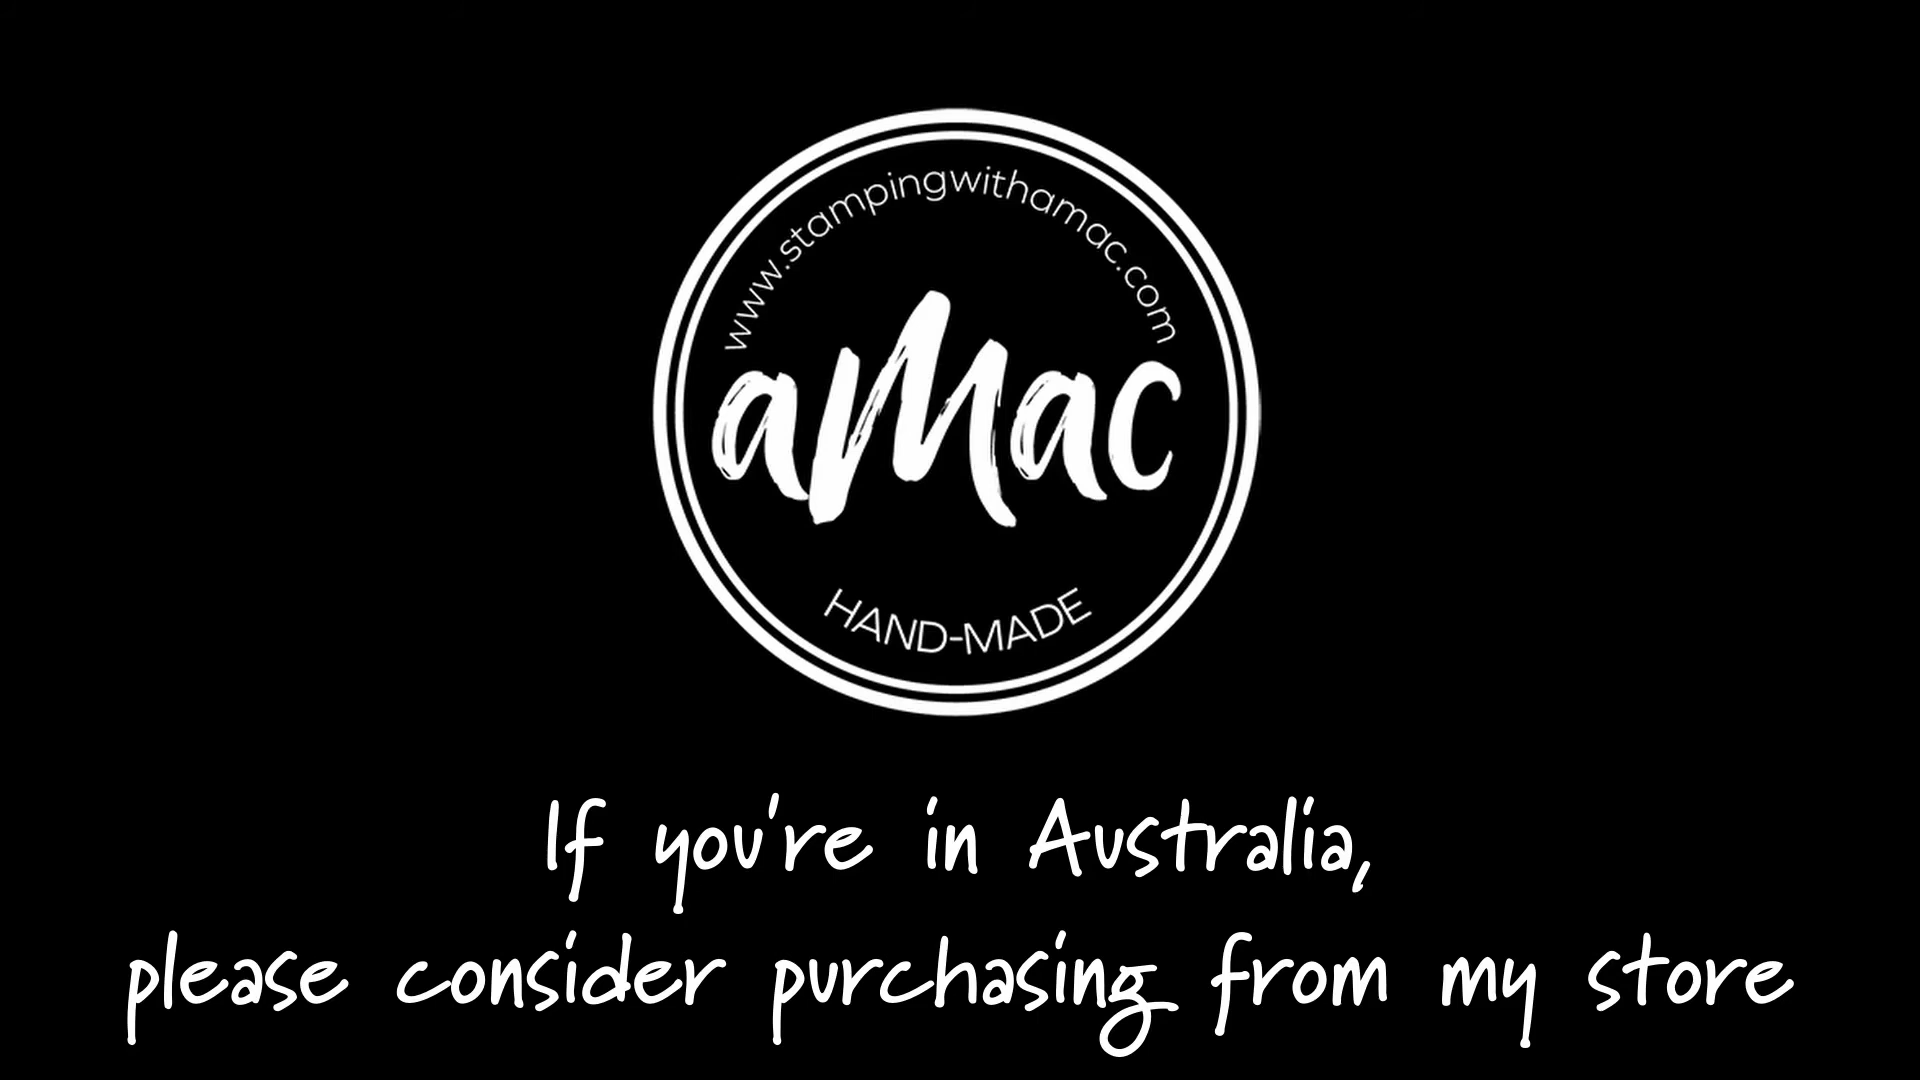 www.stampingwithamac.com
aMac
HAND-MADE
If you're in Australia,
please consider purchasing from my store